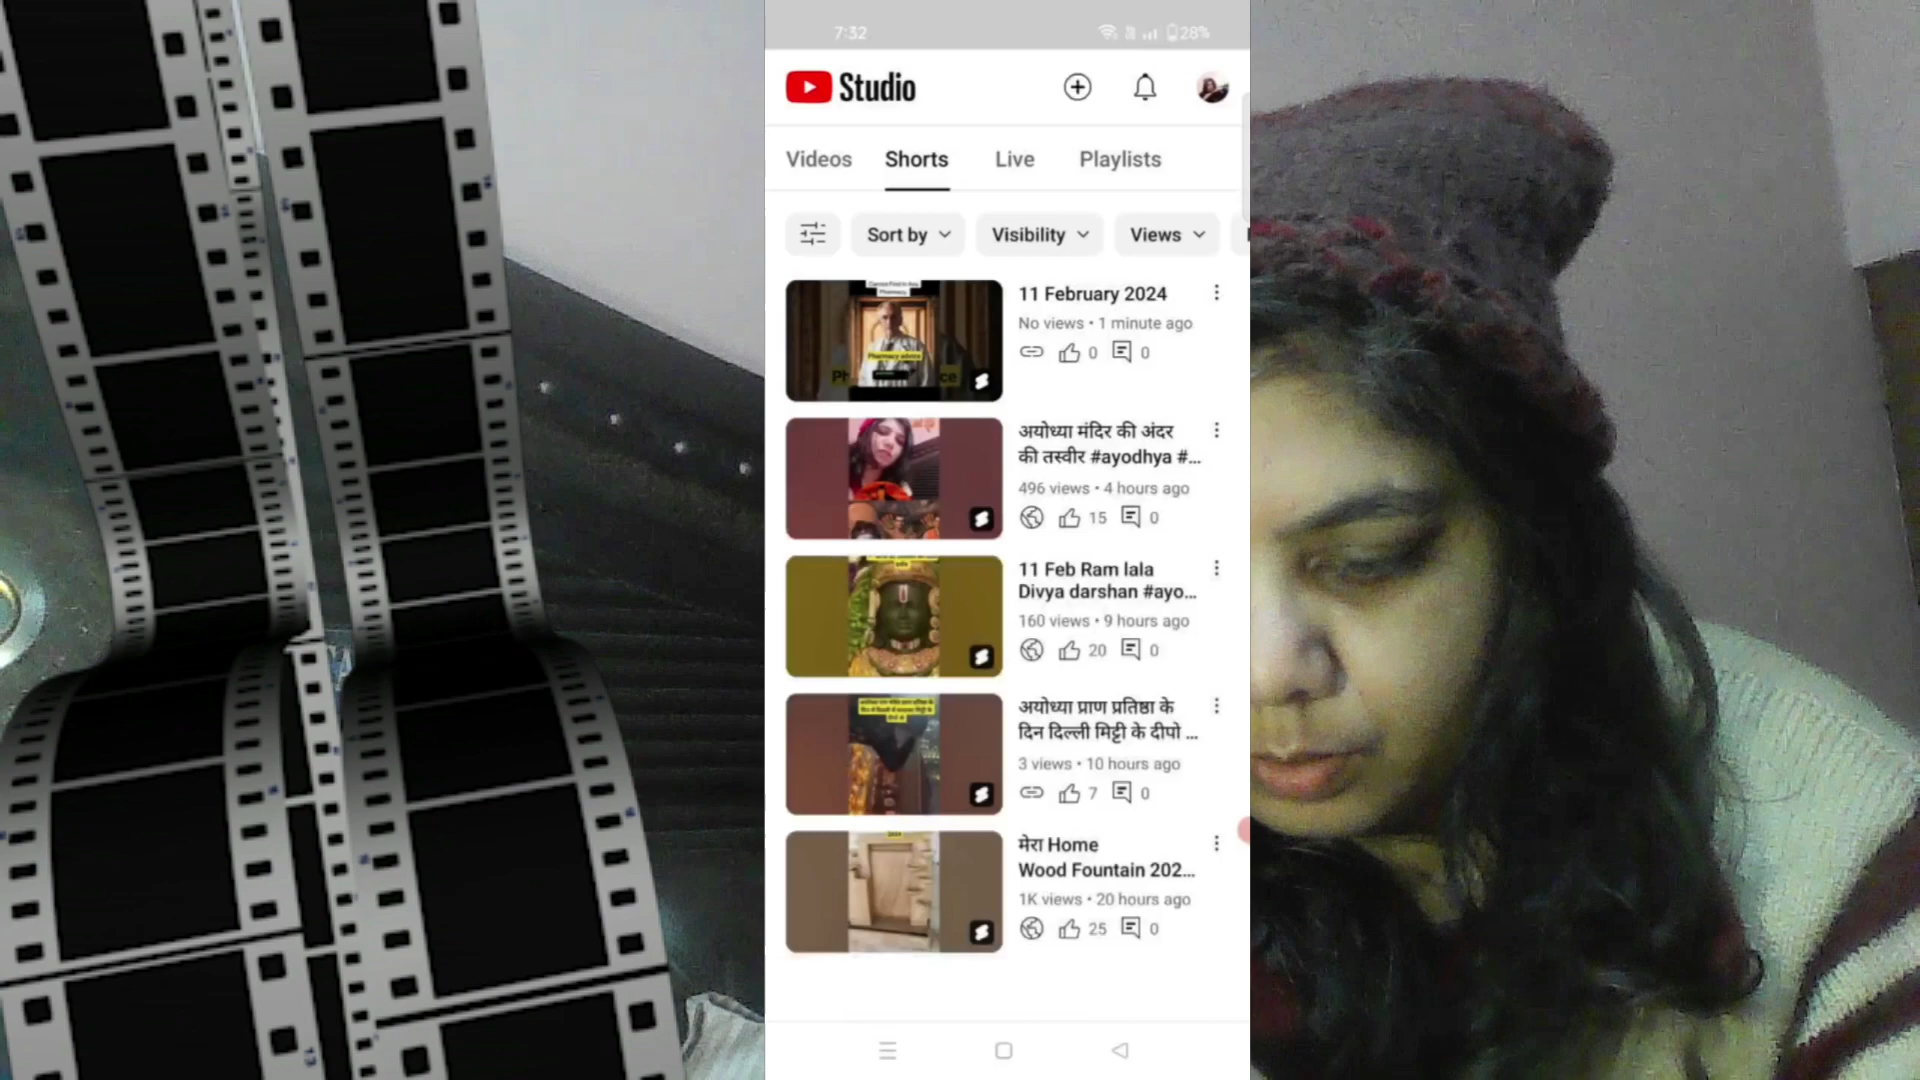 7:32
28%
Studio
Videos Shorts Live Playlists
Sort by Visibility Views
Pharmacy
Pharmacy advice
11 February 2024
No views • 1 minute ago
0 0
अयोध्या मंदिर की अंदर
की तस्वीर #ayodhya #...
496 views • 4 hours ago
15 0
11 Feb Ram lala
Divya darshan #ayo...
160 views • 9 hours ago
20 0
अयोध्या प्राण प्रतिष्ठा के
दिन दिल्ली मिट्टी के दीपो ...
3 views • 10 hours ago
7 0
मेरा Home
Wood Fountain 202...
1K views • 20 hours ago
25 0